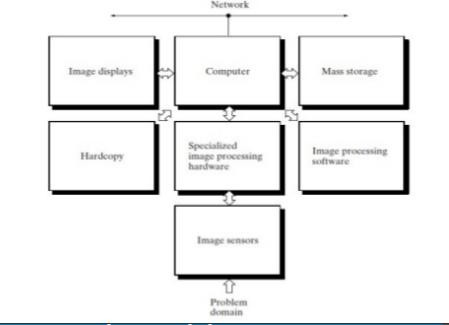 Network
Image displays
Computer
Mass storage
Hardcopy
Specialized
image processing
hardware
Image processing
software
Image sensors
Problem
domain